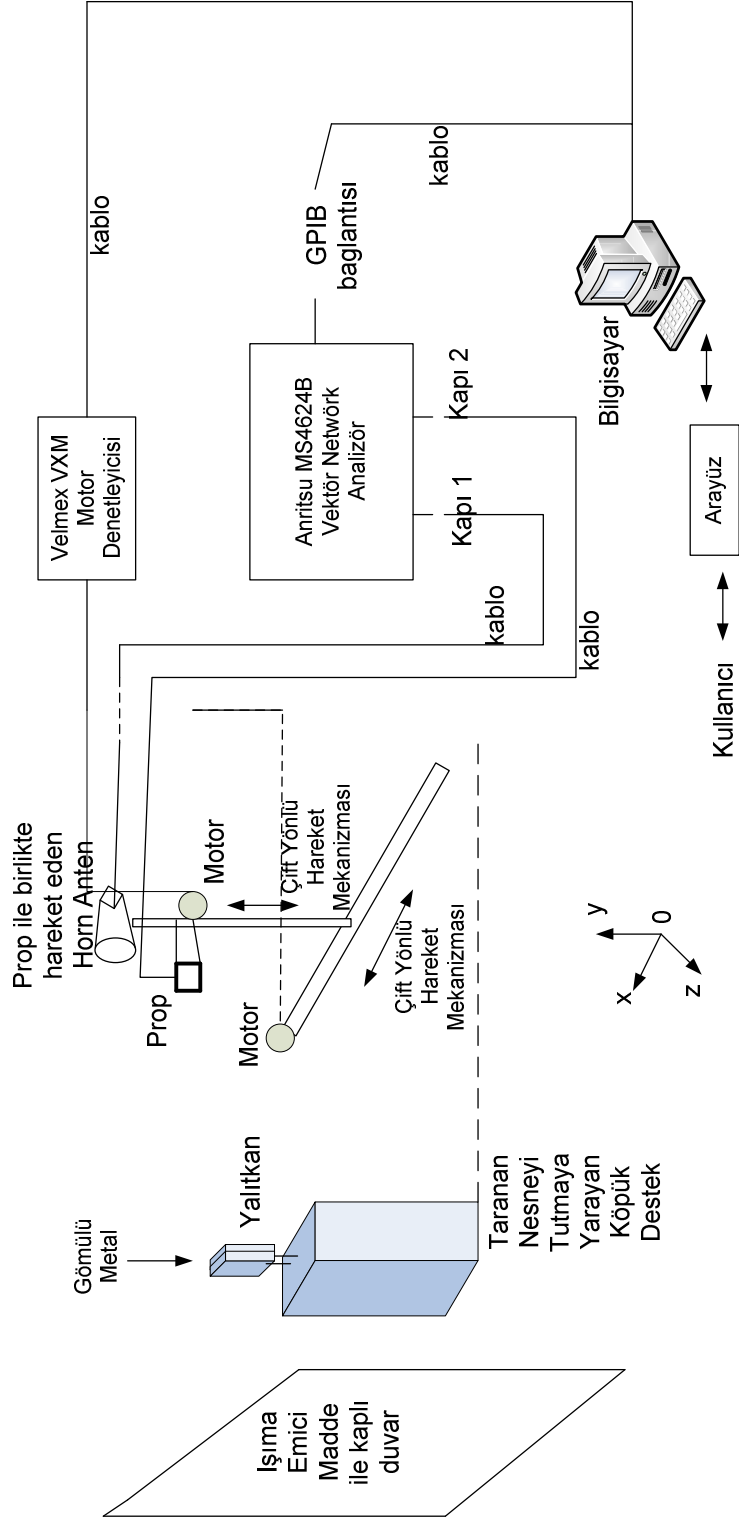 Işıma
Emici
Madde
ile kaplı
duvar
Gömülü
Metal
Yalıtkan
Taranan
Nesneyi
Tutmaya
Yarayan
Köpük
Destek
Prop ile birlikte
hareket eden
Horn Anten
Prop
Motor
Motor
Çift Yönlü
Hareket
Mekanizması
Çift Yönlü
Hareket
Mekanizması
x
y
z
0
Velmex VXM
Motor
Denetleyicisi
kablo
Anritsu MS4624B
Vektör Netwörk
Analizör
Kapı 1
Kapı 2
kablo
kablo
GPIB
baglantısı
kablo
Bilgisayar
Arayüz
Kullanıcı